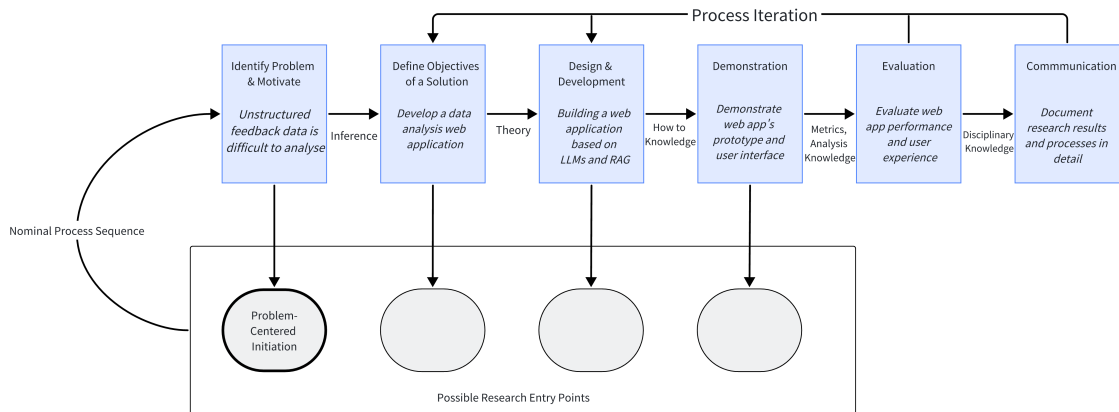 Process Iteration
Identify Problem
& Motivate
Unstructured
feedback data is
difficult to analyse
Inference
Define Objectives
of a Solution
Develop a data
analysis web
application
Theory
Design &
Development
Building a web
application
based on
LLMs and RAG
How to
Knowledge
Demonstration
Demonstrate
web app's
prototype and
user interface
Metrics,
Analysis
Knowledge
Evaluation
Evaluate web
app performance
and user
experience
Disciplinary
Knowledge
Commmunication
Document
research results
and processes in
detail
Nominal Process Sequence
Problem-
Centered
Initiation
Possible Research Entry Points